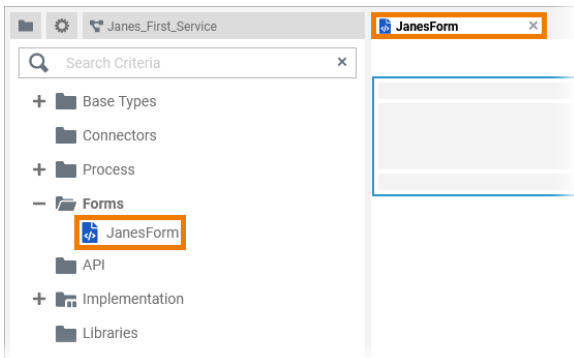 Janes_First_Service
JanesForm
Search Criteria
Base Types
Connectors
Process
Forms
JanesForm
API
Implementation
Libraries